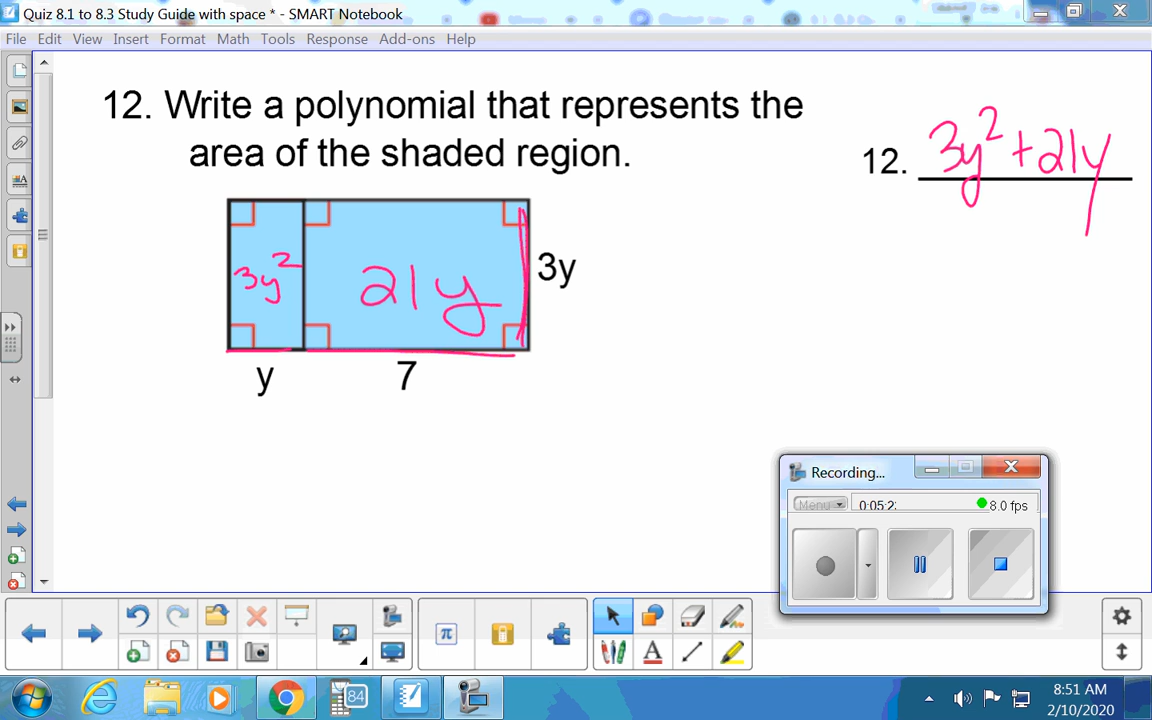 Quiz 8.1 to 8.3 Study Guide with space * - SMART Notebook
File Edit View Insert Format Math Tools Response Add-ons Help
12. Write a polynomial that represents the
area of the shaded region.
12. 3y² + 21y
3y² 21y 3y
y 7
Recording...
Menu 0:05:2 8.0 fps
π
A
84
8:51 AM
2/10/2020